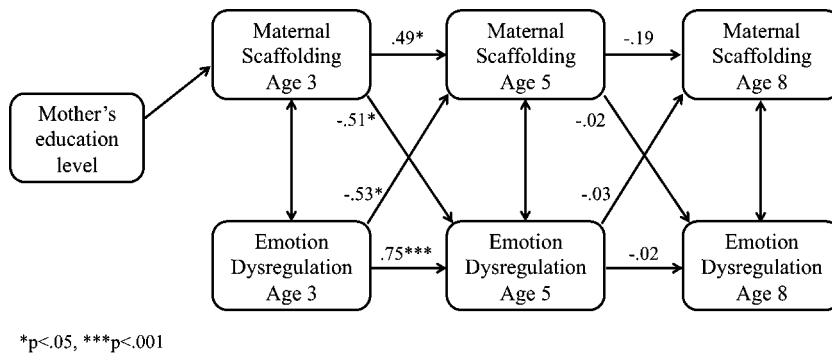 Maternal
Scaffolding
Age 3
.49*
Maternal
Scaffolding
Age 5
-.19
Maternal
Scaffolding
Age 8
Mother's
education
level
-.51*
-.02
-.53*
-.03
Emotion
Dysregulation
Age 3
.75***
Emotion
Dysregulation
Age 5
-.02
Emotion
Dysregulation
Age 8
*p<.05, ***p<.001